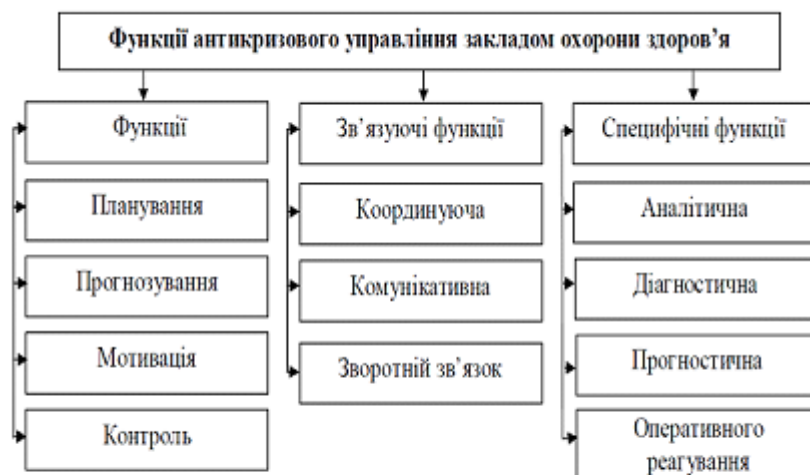 Функції антикризового управління закладом охорони здоров’я
Функції
Планування
Прогнозування
Мотивація
Контроль
Зв’язуючі функції
Координуюча
Комунікативна
Зворотній зв’язок
Специфічні функції
Аналітична
Діагностична
Прогностична
Оперативного
реагування